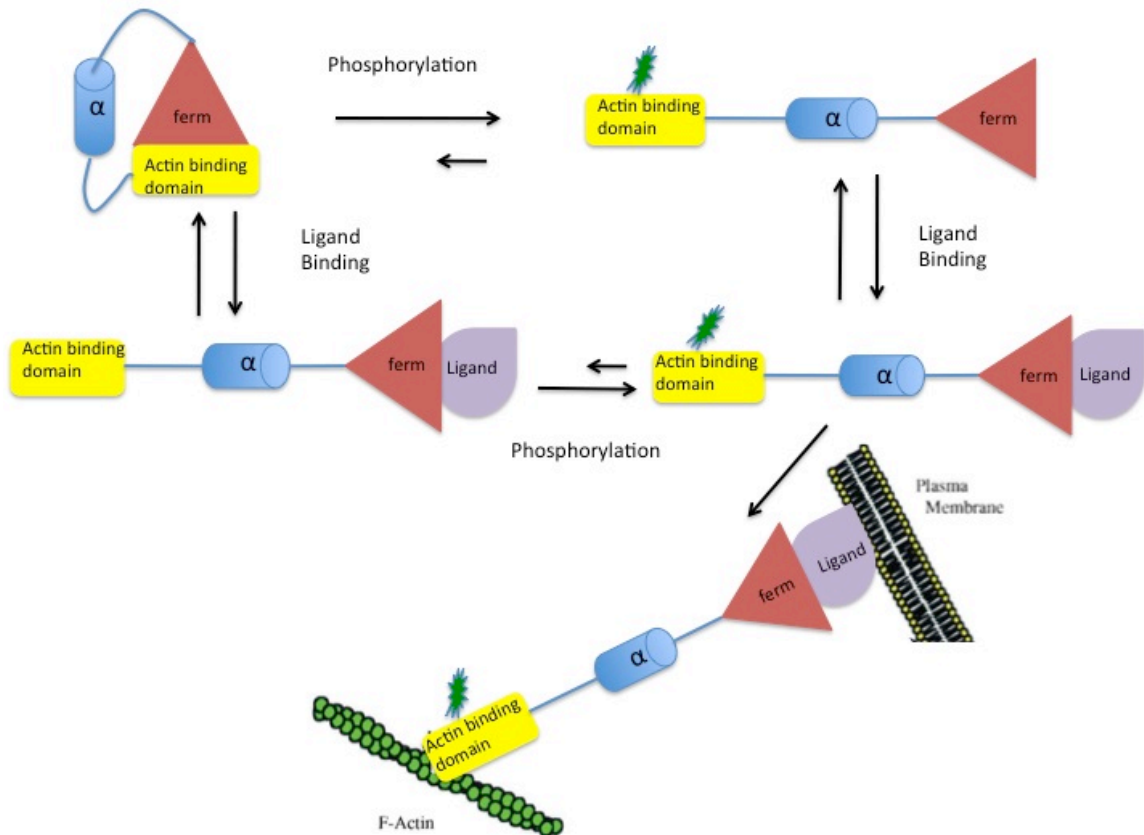 Phosphorylation
α
ferm
Actin binding
domain
Actin binding
domain
α
ferm
Ligand
Binding
Ligand
Binding
Actin binding
domain
α
ferm
Ligand
Actin binding
domain
α
ferm
Ligand
Phosphorylation
Plasma
Membrane
Ligand
ferm
α
Actin binding
domain
F-Actin